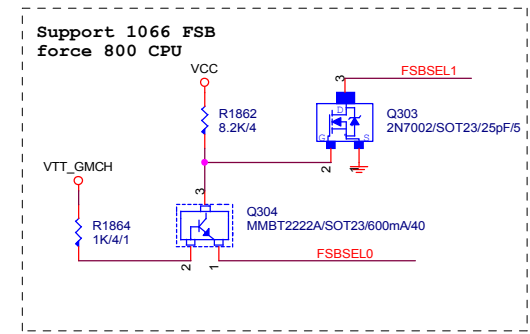 Support 1066 FSB
force 800 CPU
VCC
FSBSEL1
R1862
8.2K/4
3
D
G
S
Q303
2N7002/SOT23/25pF/5
2
1
VTT_GMCH
3
R1864
1K/4/1
Q304
MMBT2222A/SOT23/600mA/40
FSBSEL0
2
1